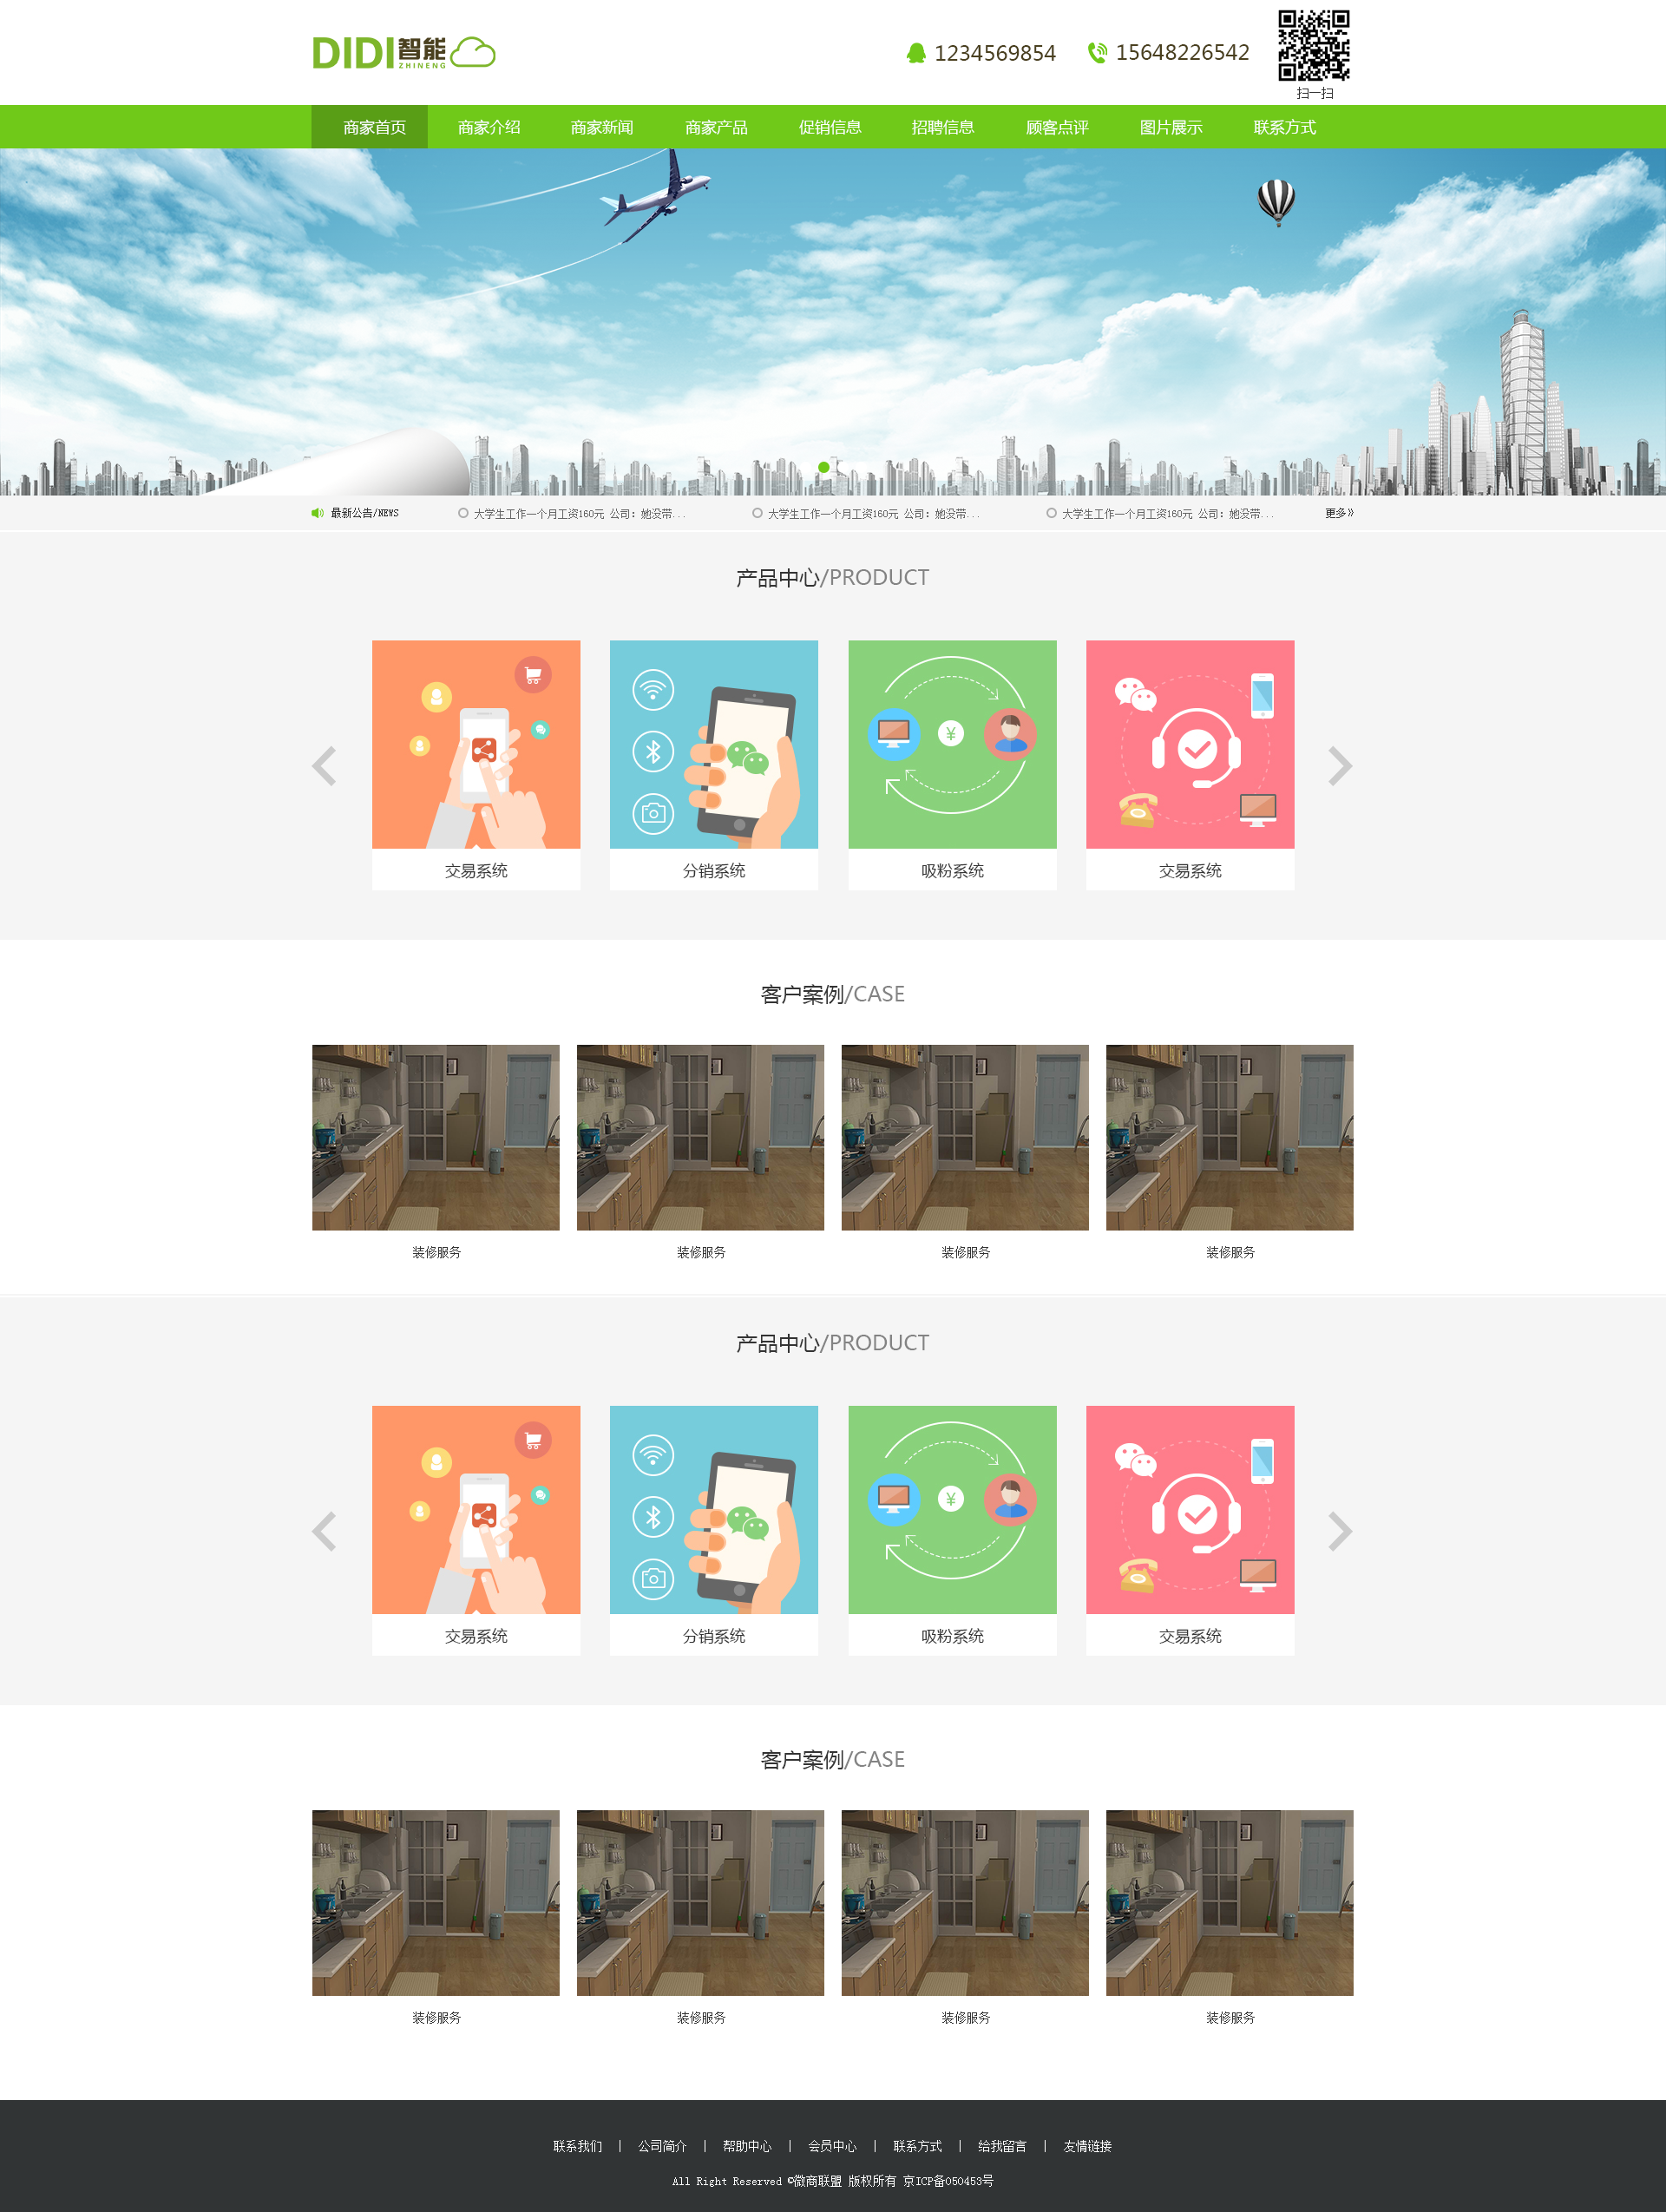 DIDI智能
ZHINENG
1234569854
15648226542
扫一扫
商家首页 商家介绍 商家新闻 商家产品 促销信息 招聘信息 顾客点评 图片展示 联系方式
最新公告/NEWS 大学生工作一个月工资160元 公司: 她没带... 大学生工作一个月工资160元 公司: 她没带... 大学生工作一个月工资160元 公司: 她没带... 更多》
产品中心/PRODUCT
¥
交易系统 分销系统 吸粉系统 交易系统
客户案例/CASE
装修服务 装修服务 装修服务 装修服务
产品中心/PRODUCT
¥
交易系统 分销系统 吸粉系统 交易系统
客户案例/CASE
装修服务 装修服务 装修服务 装修服务
联系我们 | 公司简介 | 帮助中心 | 会员中心 | 联系方式 | 给我留言 | 友情链接
All Right Reserved ©微商联盟 版权所有 京ICP备050453号